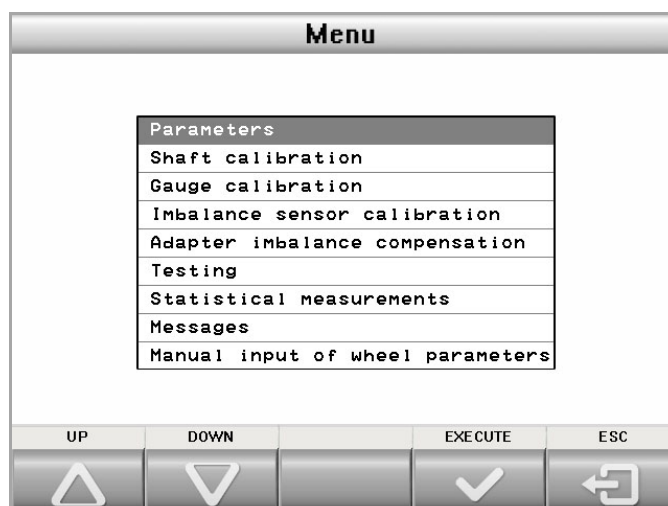 Menu
Parameters
Shaft calibration
Gauge calibration
Imbalance sensor calibration
Adapter imbalance compensation
Testing
Statistical measurements
Messages
Manual input of wheel parameters
UP DOWN EXECUTE ESC